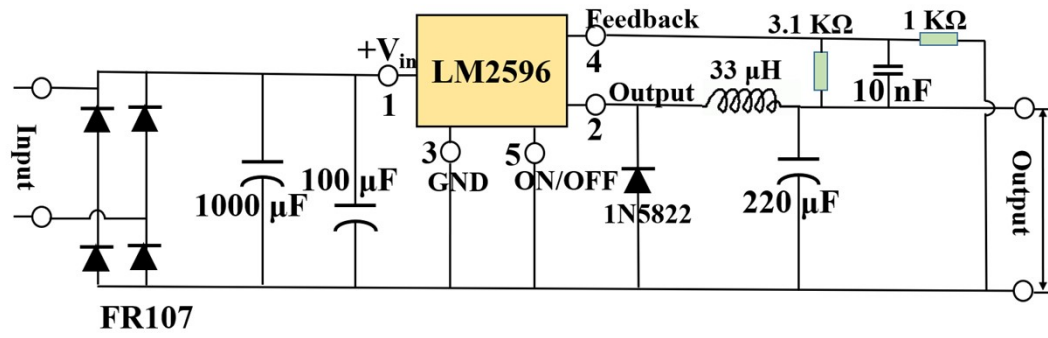 Feedback
3.1 KΩ
1 KΩ
+Vin
LM2596
4
33 μH
1
Output
10 nF
2
Input
3
5
GND
ON/OFF
1000 μF
100 μF
1N5822
220 μF
Output
FR107